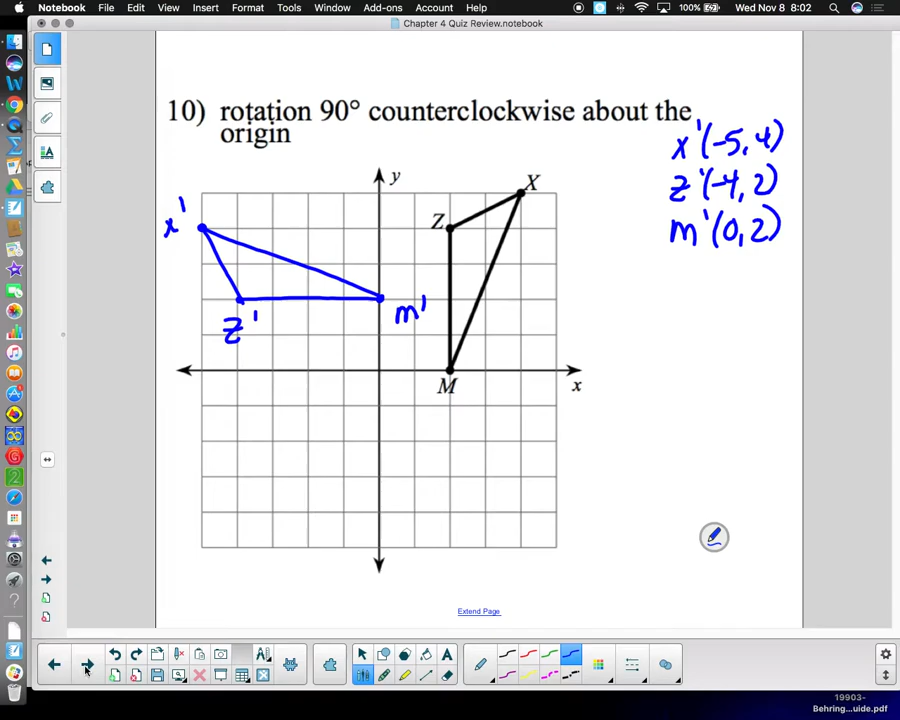 Notebook File Edit View Insert Format Tools Window Add-ons Account Help 100% Wed Nov 8 8:02
Chapter 4 Quiz Review.notebook
10) rotation 90° counterclockwise about the
origin
x'(-5, 4)
z'(-4, 2)
m'(0, 2)
y
X
Z
x'
m'
z'
M
x
Extend Page
19903-
Behring...uide.pdf